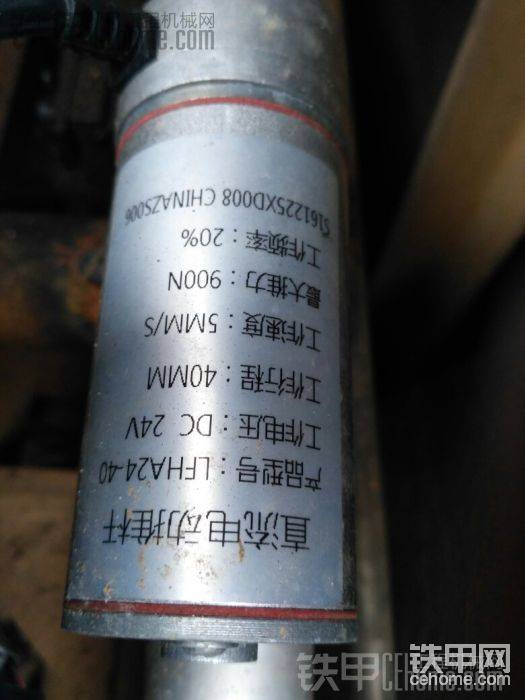 直流电动推杆
产品型号：LFHA24-40
工作电压：DC 24V
工作行程：40MM
工作速度：5MM/S
最大推力：900N
工作频率：20%
S161225XD008 CHINAZS006
铁甲网
cehome.com